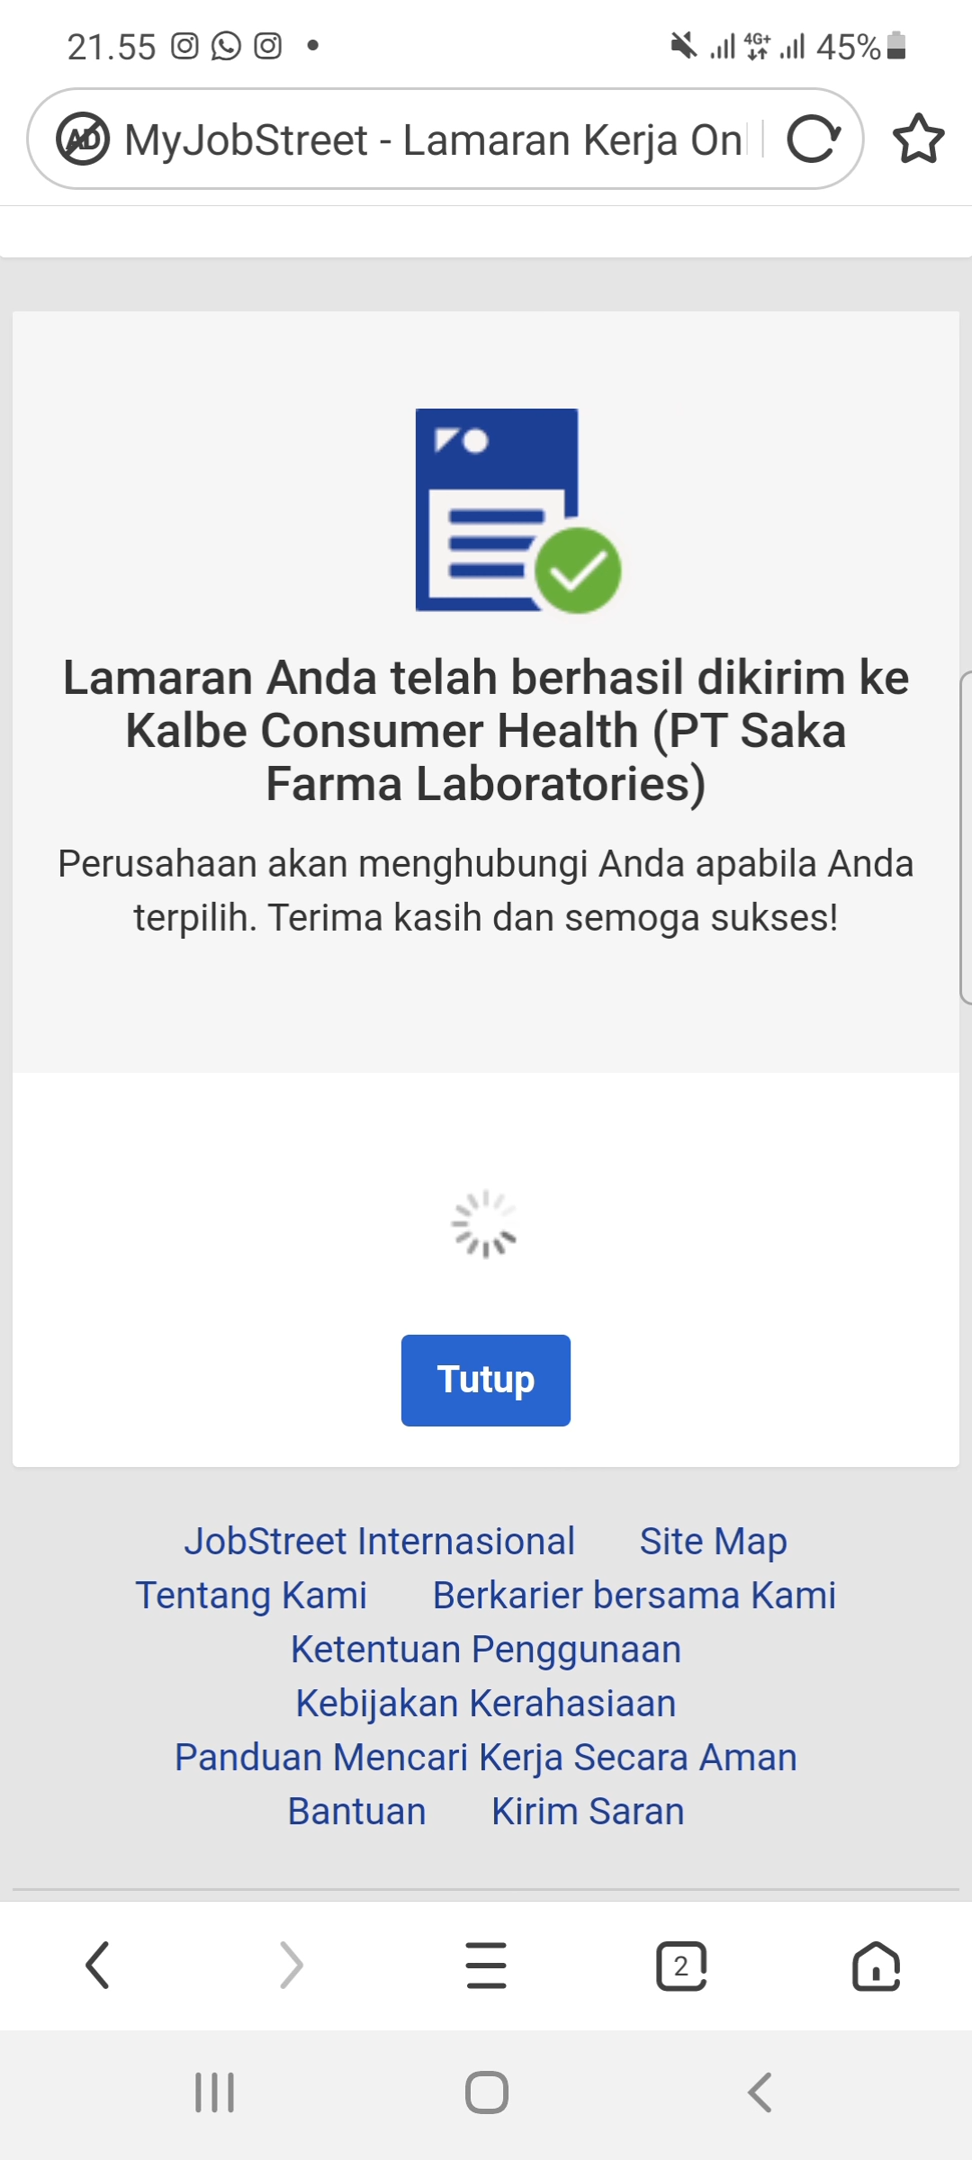 21.55
4G+
45%
AD
MyJobStreet - Lamaran Kerja On
Lamaran Anda telah berhasil dikirim ke
Kalbe Consumer Health (PT Saka
Farma Laboratories)
Perusahaan akan menghubungi Anda apabila Anda
terpilih. Terima kasih dan semoga sukses!
Tutup
JobStreet Internasional Site Map
Tentang Kami Berkarier bersama Kami
Ketentuan Penggunaan
Kebijakan Kerahasiaan
Panduan Mencari Kerja Secara Aman
Bantuan Kirim Saran
2